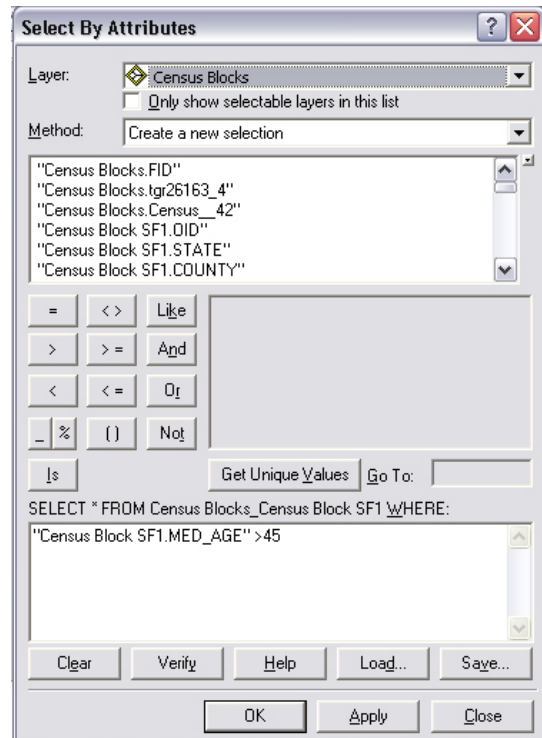 Select By Attributes
Layer: Census Blocks
Only show selectable layers in this list
Method: Create a new selection
"Census Blocks.FID"
"Census Blocks.tgr26163_4"
"Census Blocks.Census__42"
"Census Block SF1.OID"
"Census Block SF1.STATE"
"Census Block SF1.COUNTY"
= < > Like
> > = And
< < = Or
_ % ( ) Not
Is Get Unique Values Go To:
SELECT * FROM Census Blocks_Census Block SF1 WHERE:
"Census Block SF1.MED_AGE" >45
Clear Verify Help Load... Save...
OK Apply Close